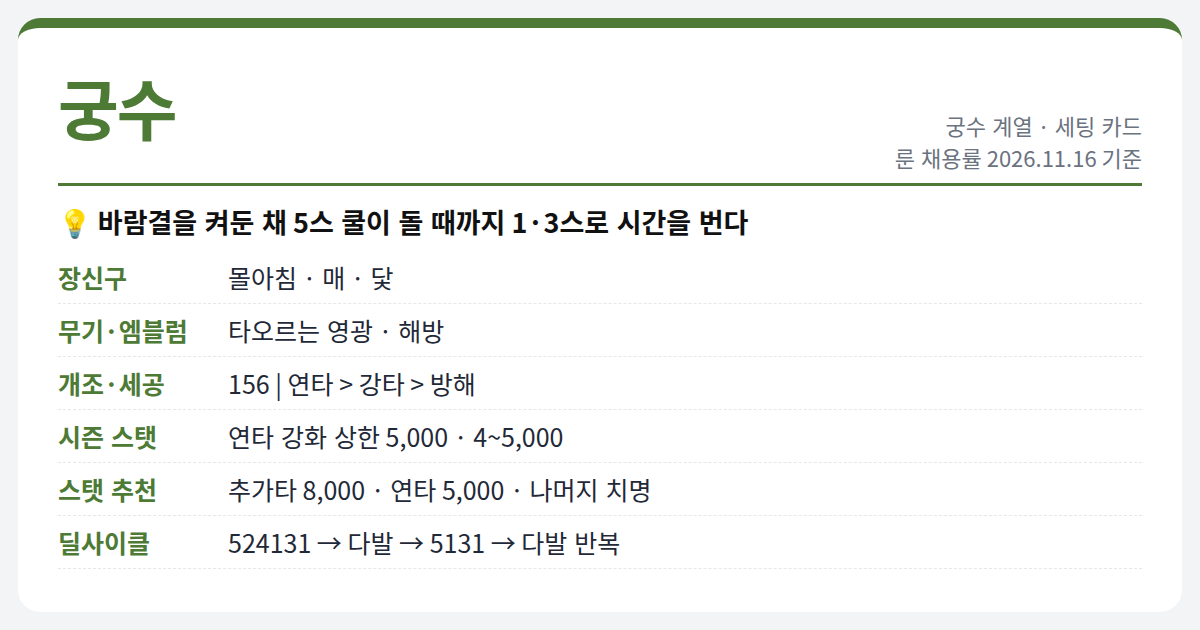 궁수
궁수 계열 · 세팅 카드
룬 채용률 2026.11.16 기준
💡 바람결을 켜둔 채 5스 쿨이 돌 때까지 1·3스로 시간을 번다
장신구 몰아침 · 매 · 닻
무기·엠블럼 타오르는 영광 · 해방
개조·세공 156 | 연타 > 강타 > 방해
시즌 스탯 연타 강화 상한 5,000 · 4~5,000
스탯 추천 추가타 8,000 · 연타 5,000 · 나머지 치명
딜사이클 524131 → 다발 → 5131 → 다발 반복